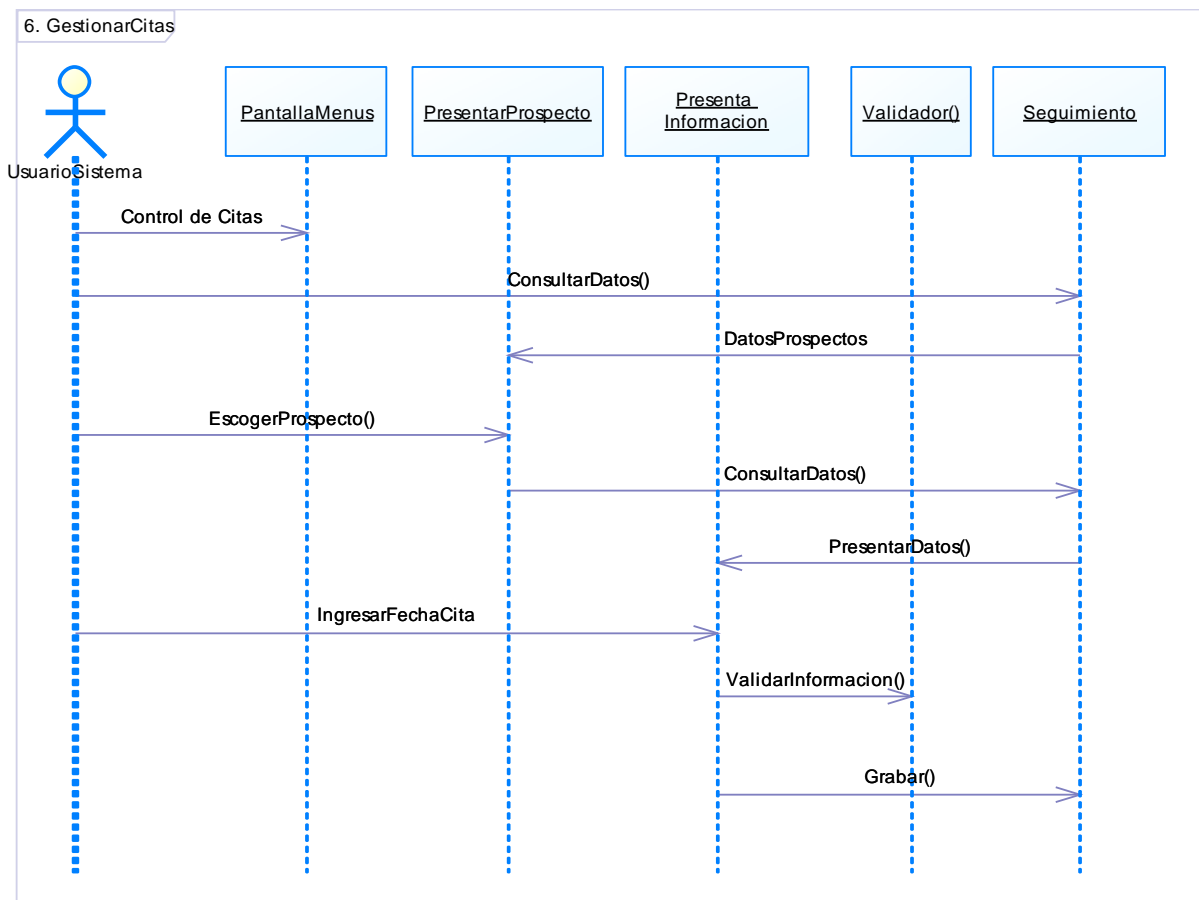 6. GestionarCitas
PantallaMenus
PresentarProspecto
Presenta
Informacion
Validador()
Seguimiento
UsuarioSistema
Control de Citas
ConsultarDatos()
DatosProspectos
EscogerProspecto()
ConsultarDatos()
PresentarDatos()
IngresarFechaCita
ValidarInformacion()
Grabar()